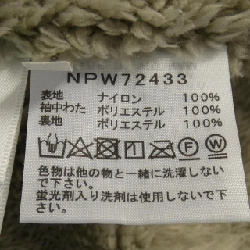 NPW72433
表地 ナイロン 100%
袖中わた ポリエステル 100%
裏地 ポリエステル 100%
色物は他の物と一緒に洗濯しない
で下さい。
蛍光剤入り洗剤は使用しないで下
さい。